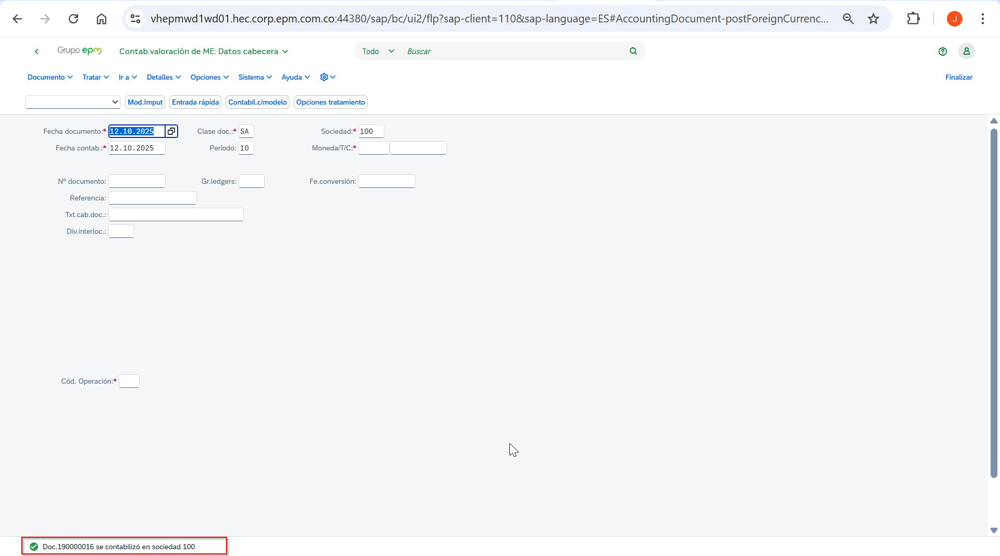 vhepmwd1wd01.hec.corp.epm.com.co:44380/sap/bc/ui2/flp?sap-client=110&sap-language=ES#AccountingDocument-postForeignCurrenc...
J
Grupo·epm
Contab.valoración de ME: Datos cabecera
Todo
Buscar
Documento
Tratar
Ir a
Detalles
Opciones
Sistema
Ayuda
Finalizar
Mod.Imput
Entrada rápida
Contabil.c/modelo
Opciones tratamiento
Fecha documento:* 12.10.2025 Clase doc.:* SA Sociedad:* 100
Fecha contab.:* 12.10.2025 Período: 10 Moneda/T/C:*
Nº documento: Gr.ledgers: Fe.conversión:
Referencia:
Txt.cab.doc.:
Div.interloc.:
Cód. Operación:*
Doc.190000016 se contabilizó en sociedad 100